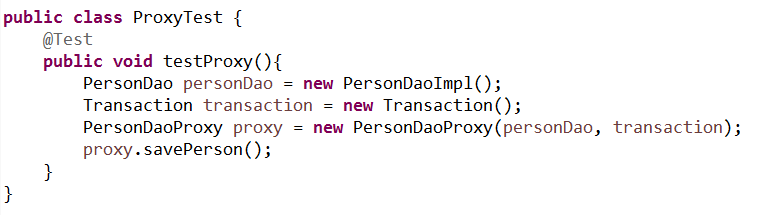 public class ProxyTest {
    @Test
    public void testProxy(){
        PersonDao personDao = new PersonDaoImpl();
        Transaction transaction = new Transaction();
        PersonDaoProxy proxy = new PersonDaoProxy(personDao, transaction);
        proxy.savePerson();
    }
}